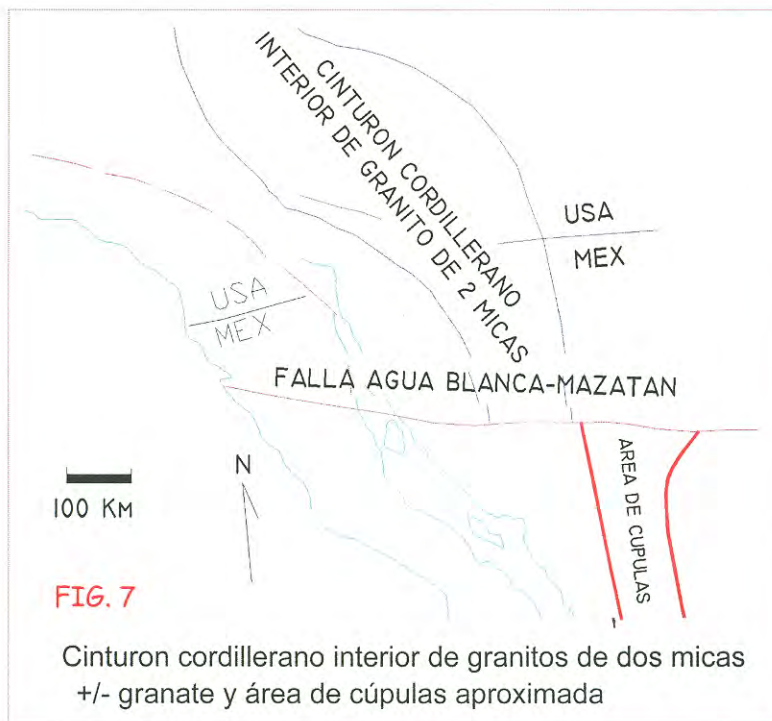 CINTURON CORDILLERANO
INTERIOR DE GRANITO DE 2 MICAS
USA
MEX
USA
MEX
FALLA AGUA BLANCA-MAZATAN
N
100 KM
AREA DE CUPULAS
FIG. 7
Cinturon cordillerano interior de granitos de dos micas
+/- granate y área de cúpulas aproximada